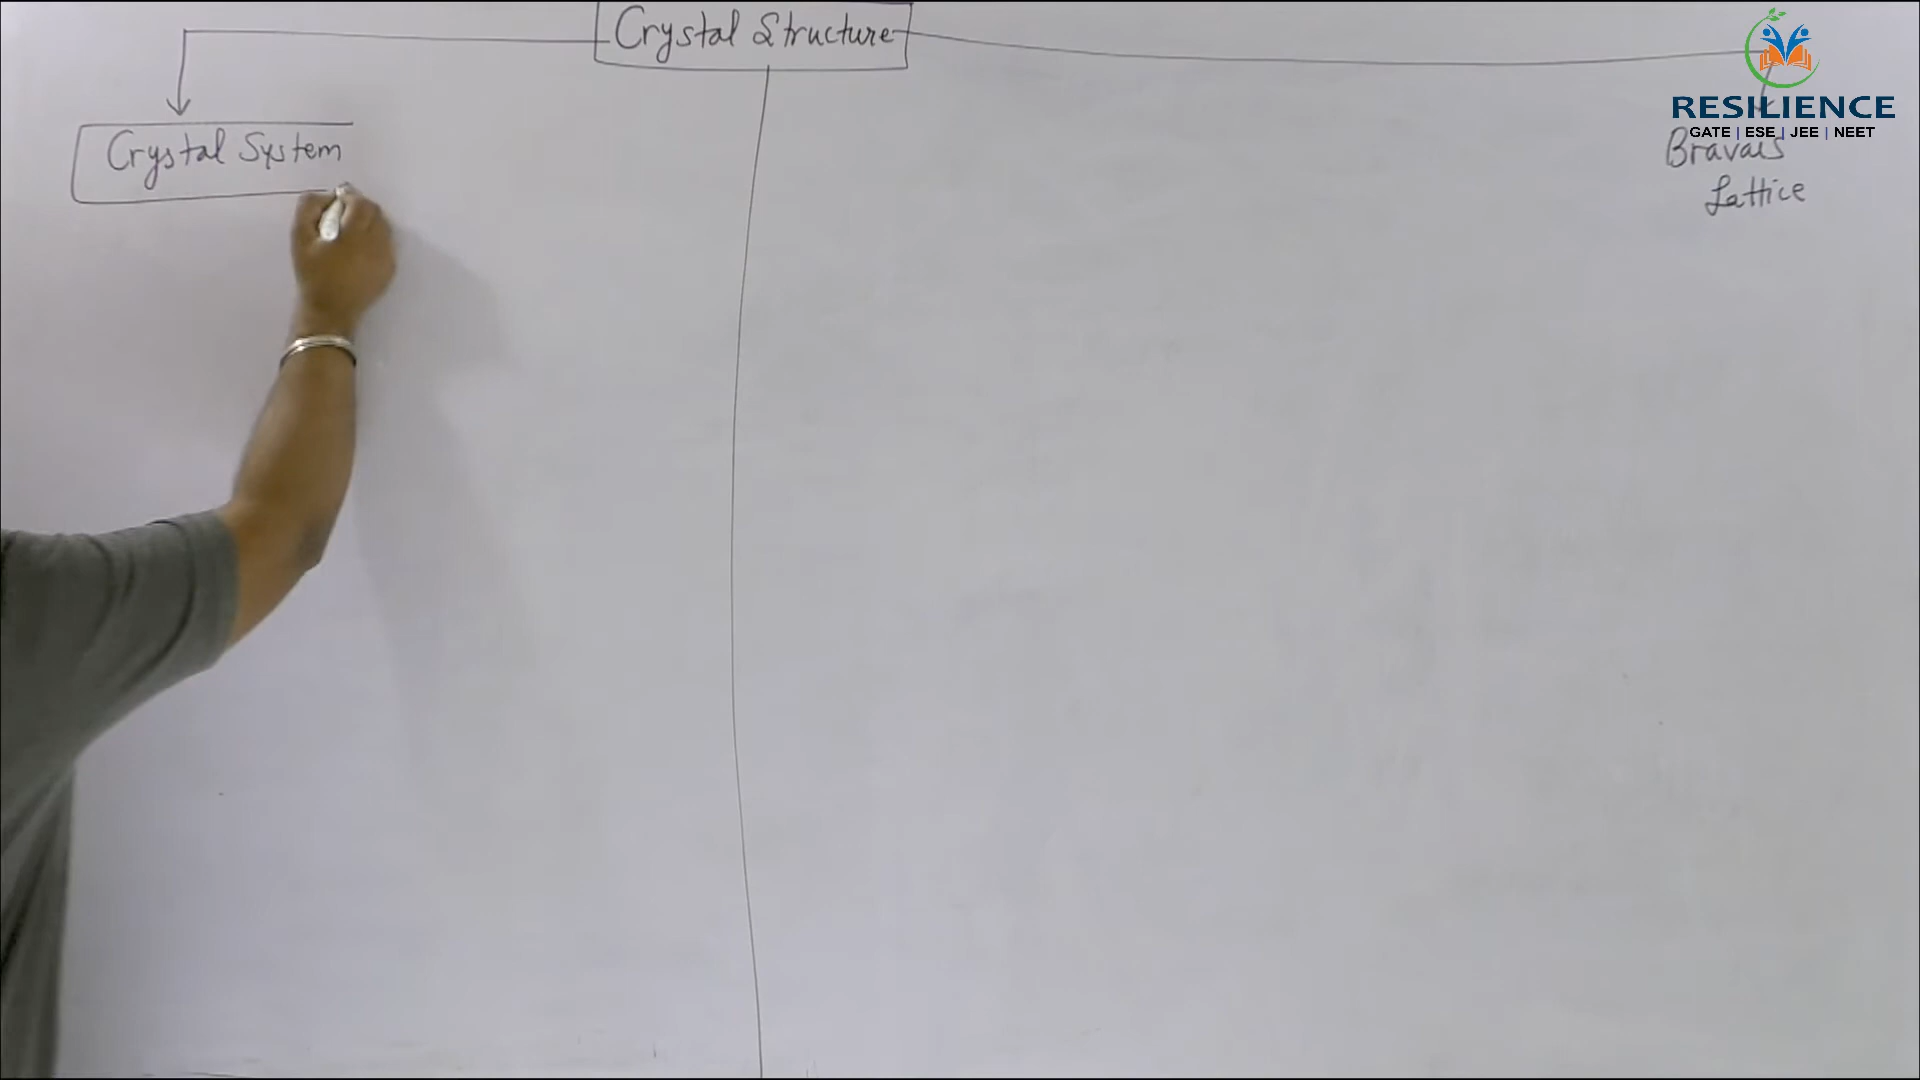 Crystal Structure
RESILIENCE
GATE | ESE | JEE | NEET
Crystal System
Bravais
Lattice